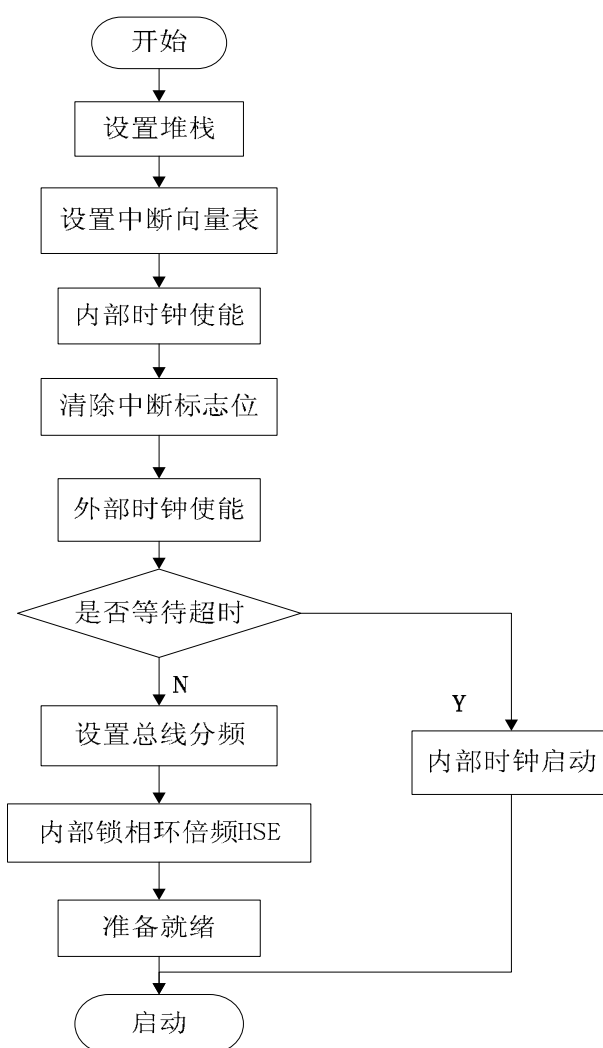 开始
设置堆栈
设置中断向量表
内部时钟使能
清除中断标志位
外部时钟使能
是否等待超时
N
Y
设置总线分频
内部时钟启动
内部锁相环倍频HSE
准备就绪
启动